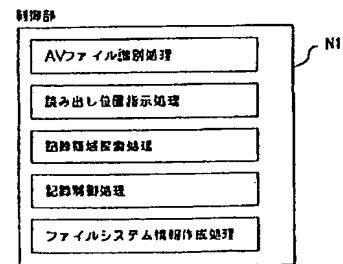 制御部
N1
AVファイル識別処理
読み出し位置指示処理
記録領域探索処理
記録制御処理
ファイルシステム情報作成処理